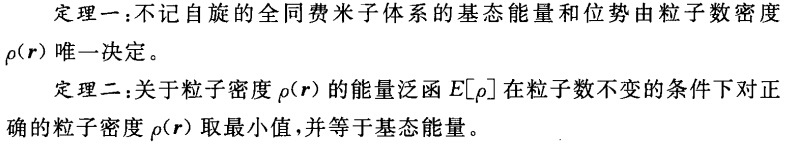 定理一:不记自旋的全同费米子体系的基态能量和位势由粒子数密度
ρ(r)唯一决定。
定理二:关于粒子密度ρ(r)的能量泛函E[ρ]在粒子数不变的条件下对正
确的粒子密度ρ(r)取最小值,并等于基态能量。